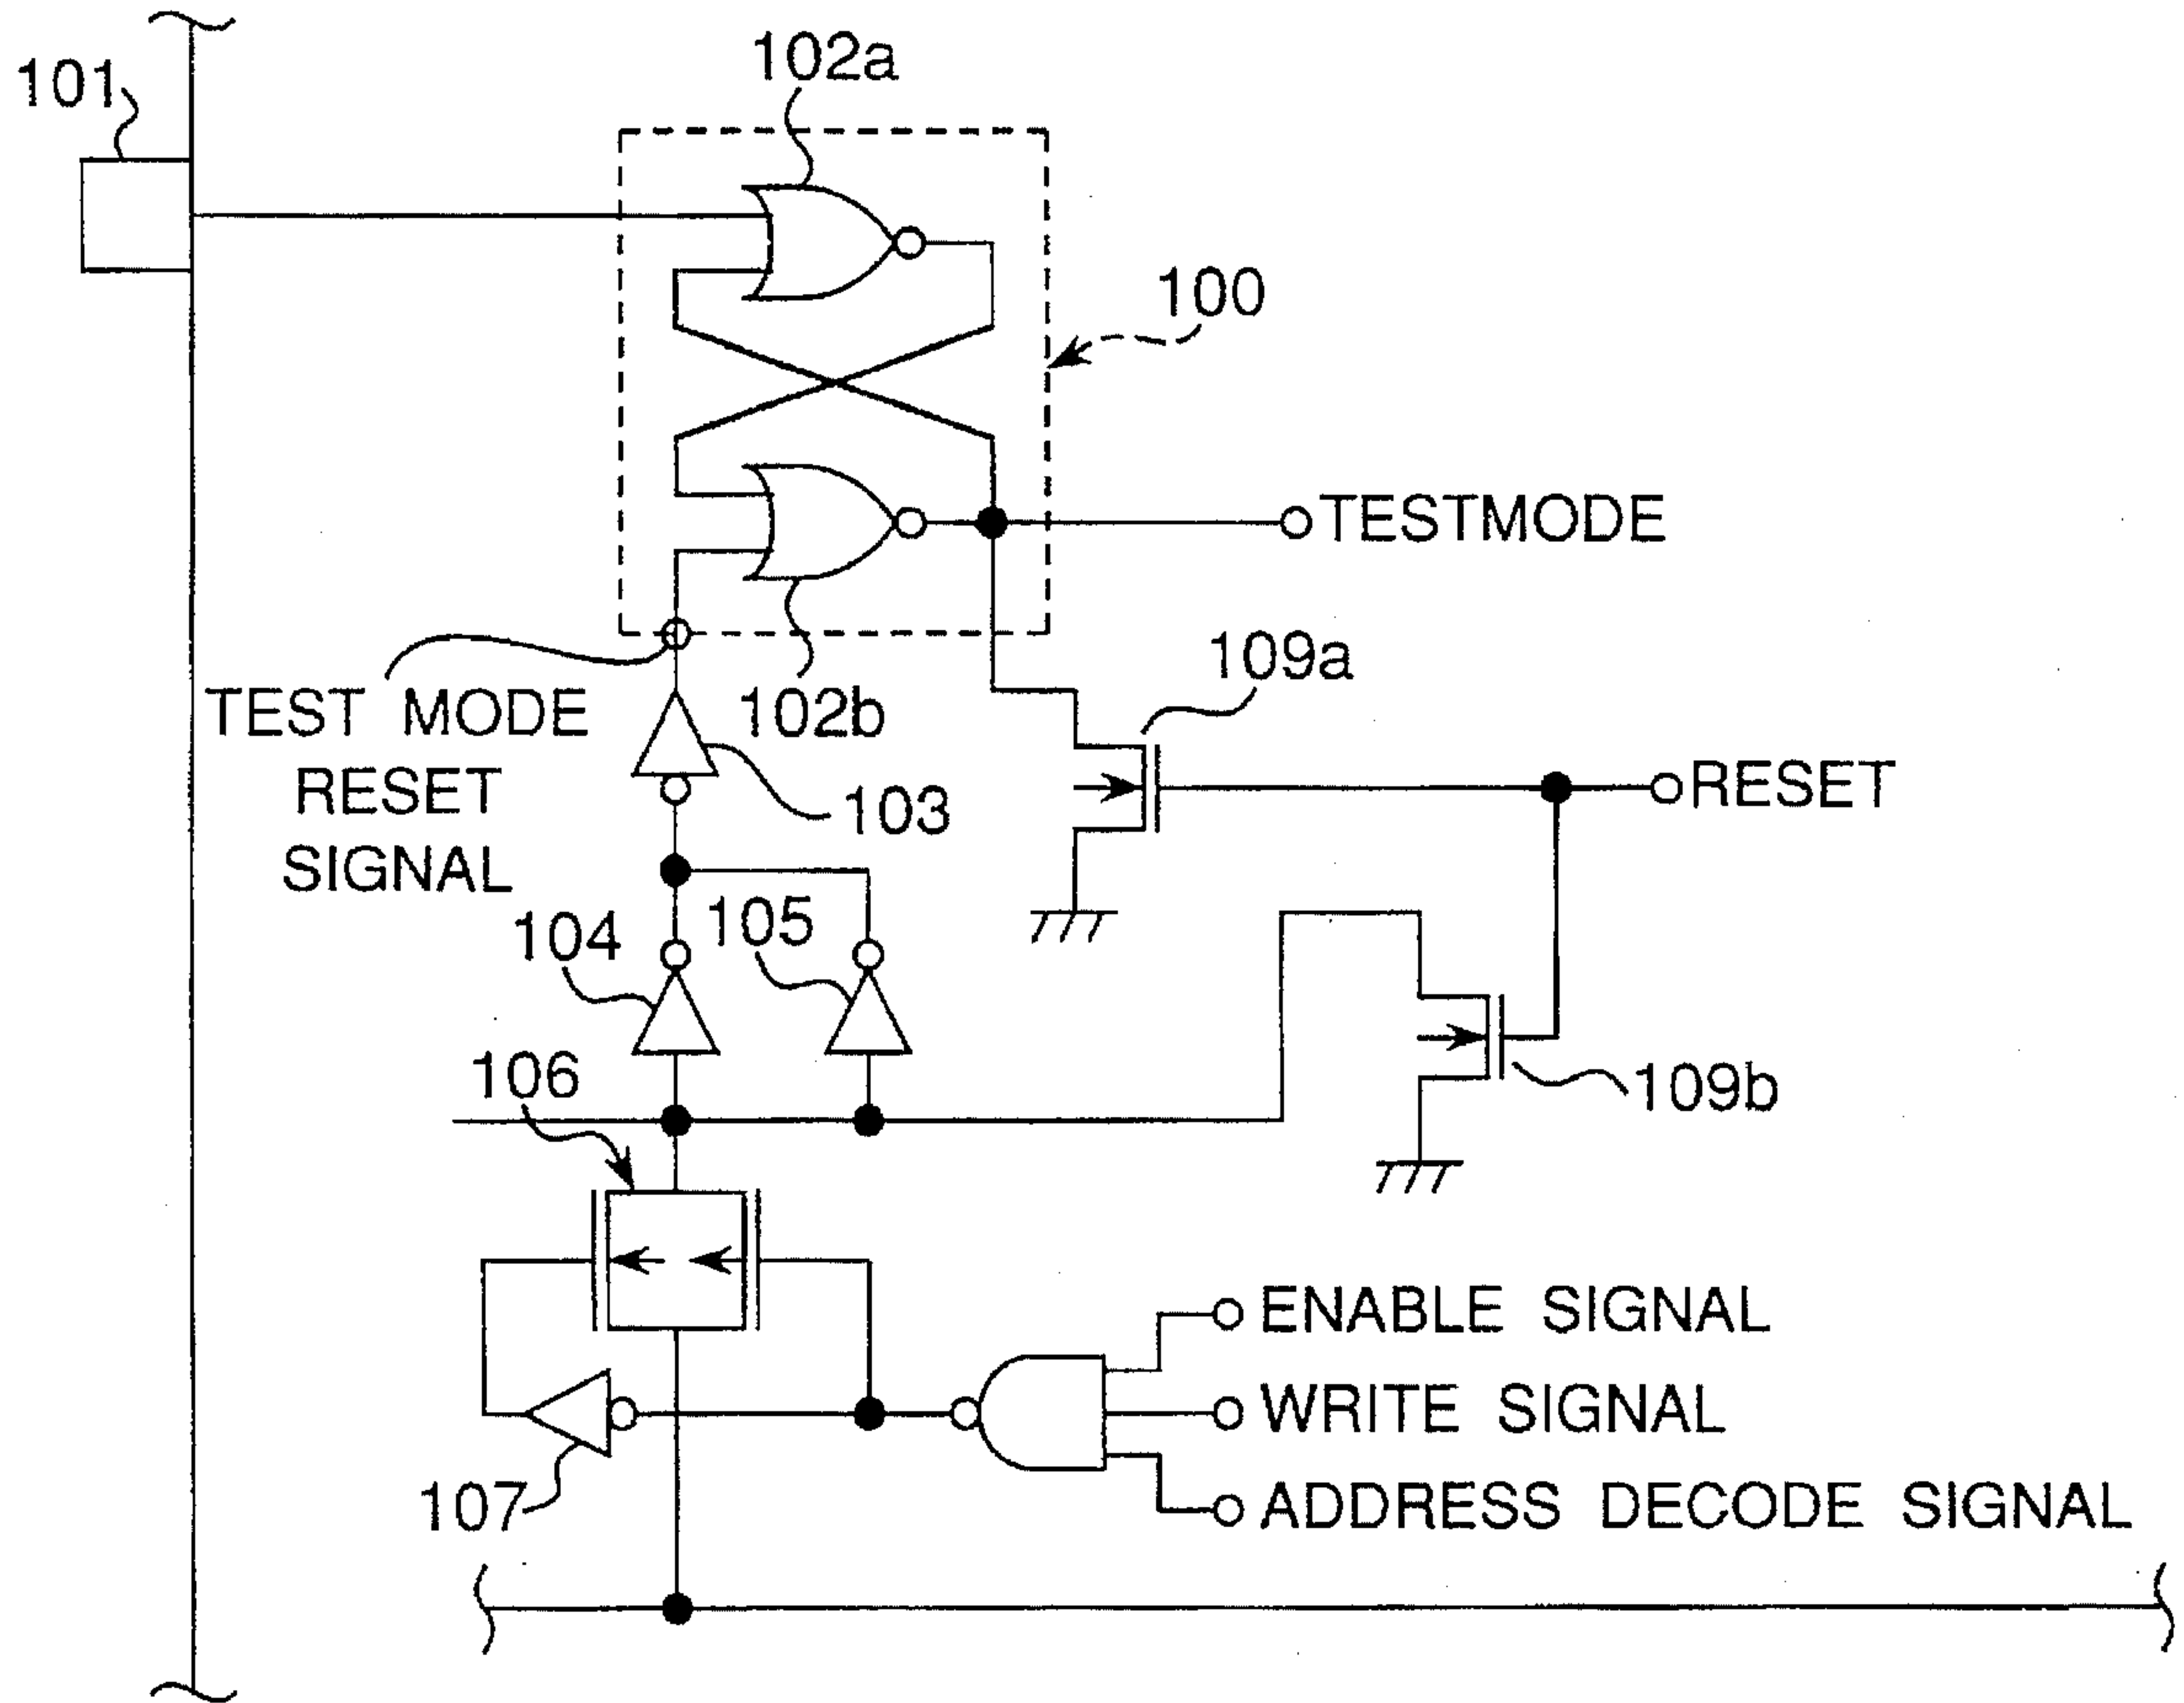 102a
101
100
TESTMODE
109a
TEST MODE
RESET
SIGNAL
102b
RESET
103
104
105
106
109b
ENABLE SIGNAL
WRITE SIGNAL
107
ADDRESS DECODE SIGNAL